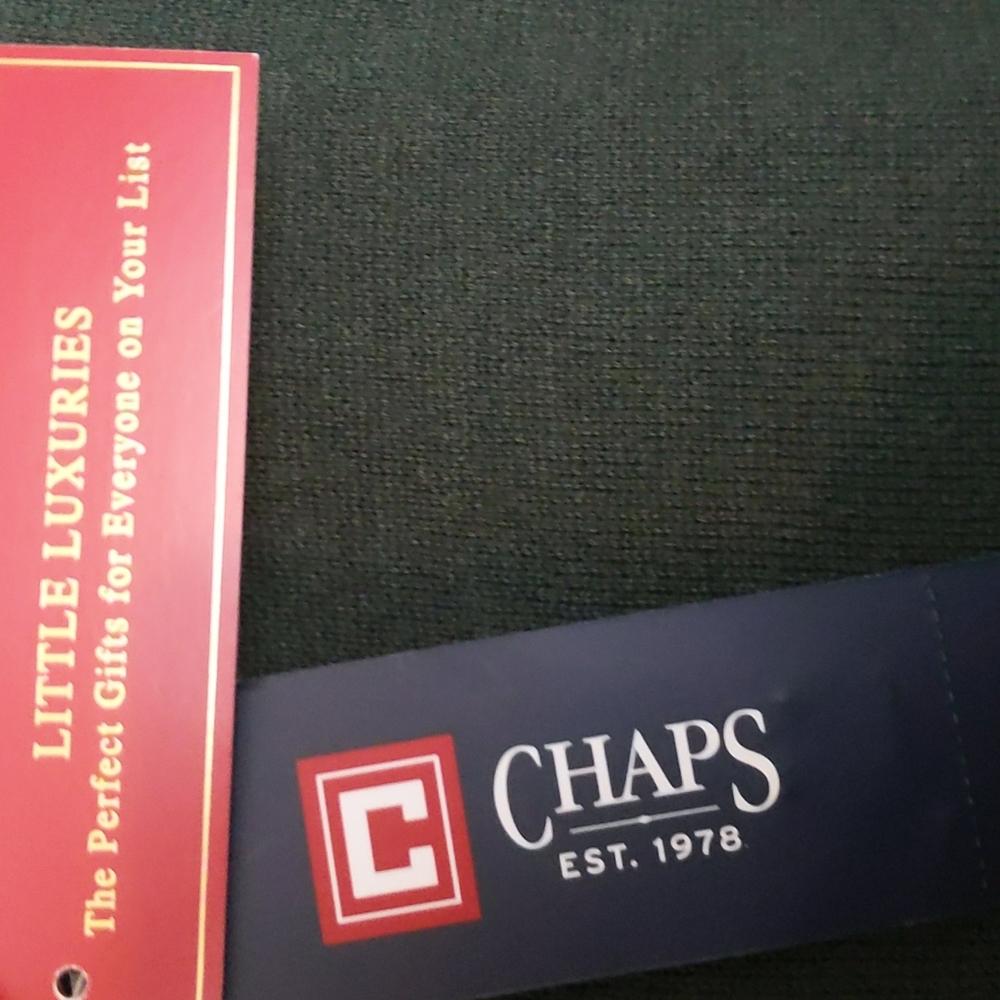 LITTLE LUXURIES
The Perfect Gifts for Everyone on Your List
C
CHAPS
EST. 1978